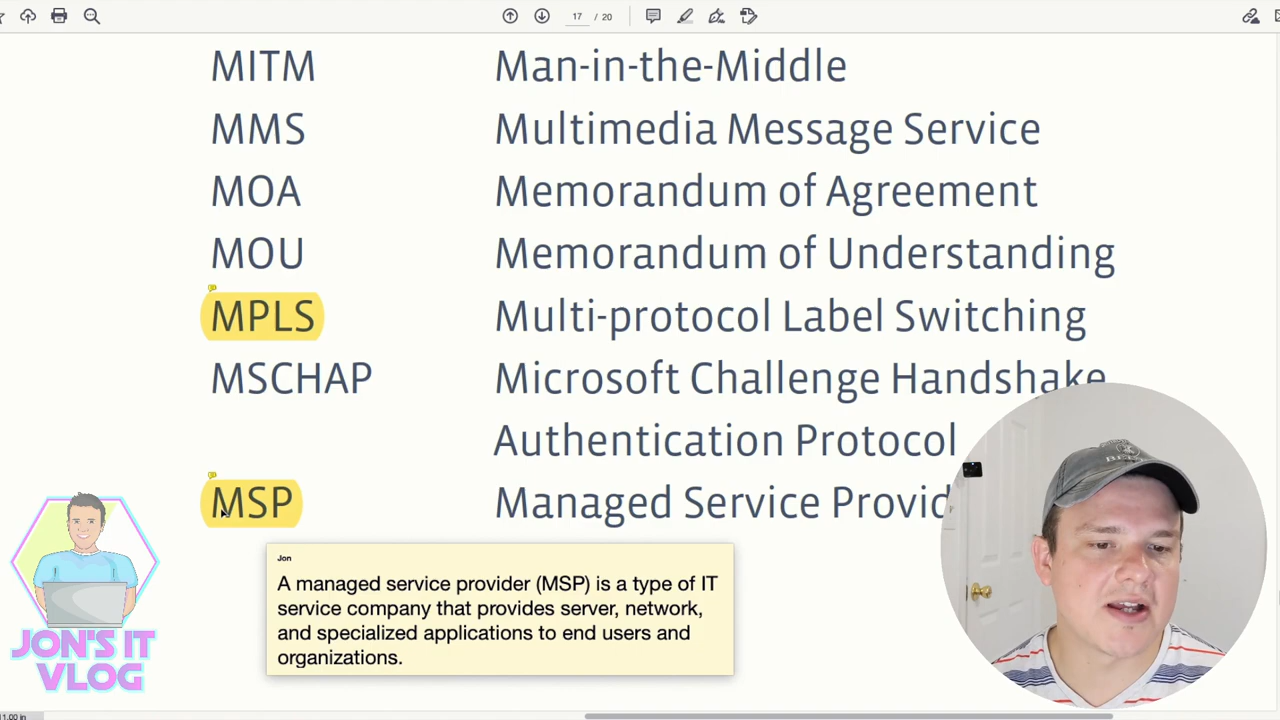 17 / 20
MITM Man-in-the-Middle
MMS Multimedia Message Service
MOA Memorandum of Agreement
MOU Memorandum of Understanding
MPLS Multi-protocol Label Switching
MSCHAP Microsoft Challenge Handshake
Authentication Protocol
MSP Managed Service Provid
Jon
A managed service provider (MSP) is a type of IT
service company that provides server, network,
and specialized applications to end users and
organizations.
JON'S IT
VLOG